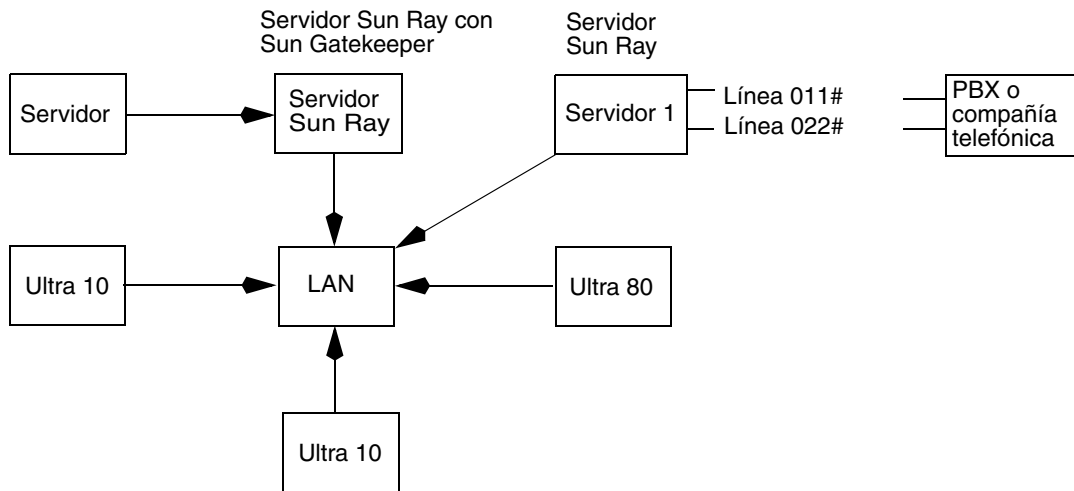 Servidor Sun Ray con
Sun Gatekeeper
Servidor
Sun Ray
Servidor
Servidor
Sun Ray
Servidor 1
Línea 011#
Línea 022#
PBX o
compañía
telefónica
Ultra 10
LAN
Ultra 80
Ultra 10